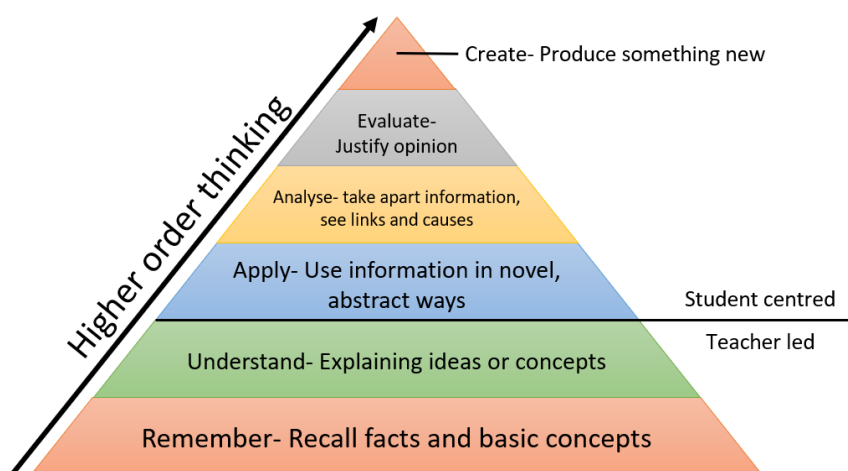 Create- Produce something new
Evaluate-
Justify opinion
Analyse- take apart information,
see links and causes
Apply- Use information in novel,
abstract ways
Student centred
Teacher led
Understand- Explaining ideas or concepts
Remember- Recall facts and basic concepts
Higher order thinking